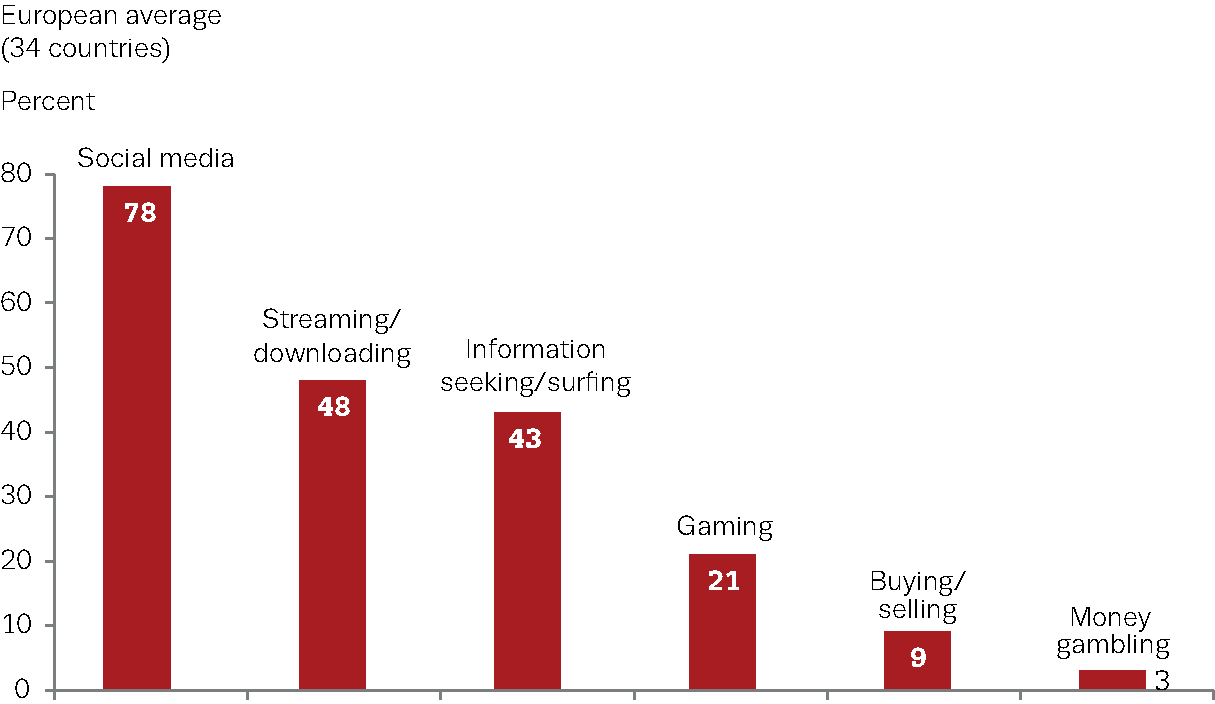 European average
(34 countries)
Percent
80
70
60
50
40
30
20
10
0
Social media
78
Streaming/
downloading
48
Information
seeking/surfing
43
Gaming
21
Buying/
selling
9
Money
gambling
3